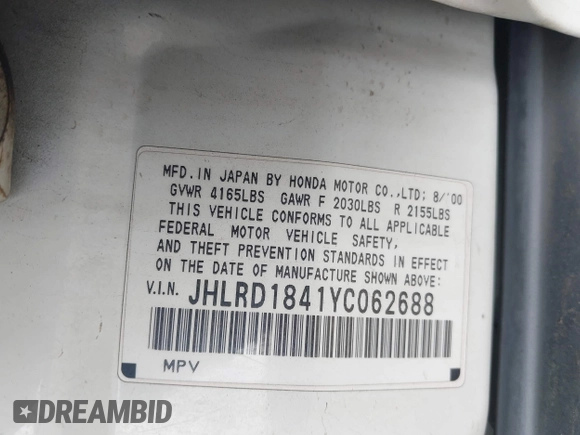 MFD. IN JAPAN BY HONDA MOTOR CO.,LTD; 8/'00
GVWR 4165LBS GAWR F 2030LBS R 2155LBS
THIS VEHICLE CONFORMS TO ALL APPLICABLE
FEDERAL MOTOR VEHICLE SAFETY,
AND THEFT PREVENTION STANDARDS IN EFFECT
ON THE DATE OF MANUFACTURE SHOWN ABOVE:
V.I.N. JHLRD1841YC062688
MPV
DREAMBID